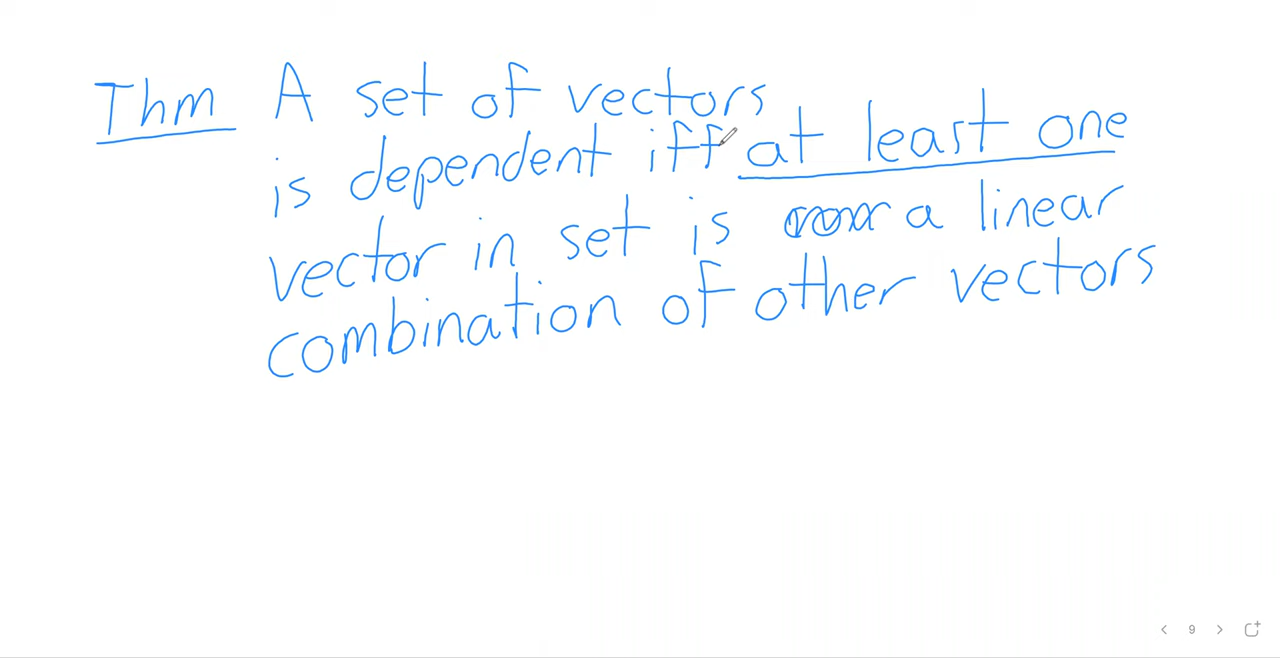 Thm A set of vectors
is dependent iff at least one
vector in set is a linear
combination of other vectors
9